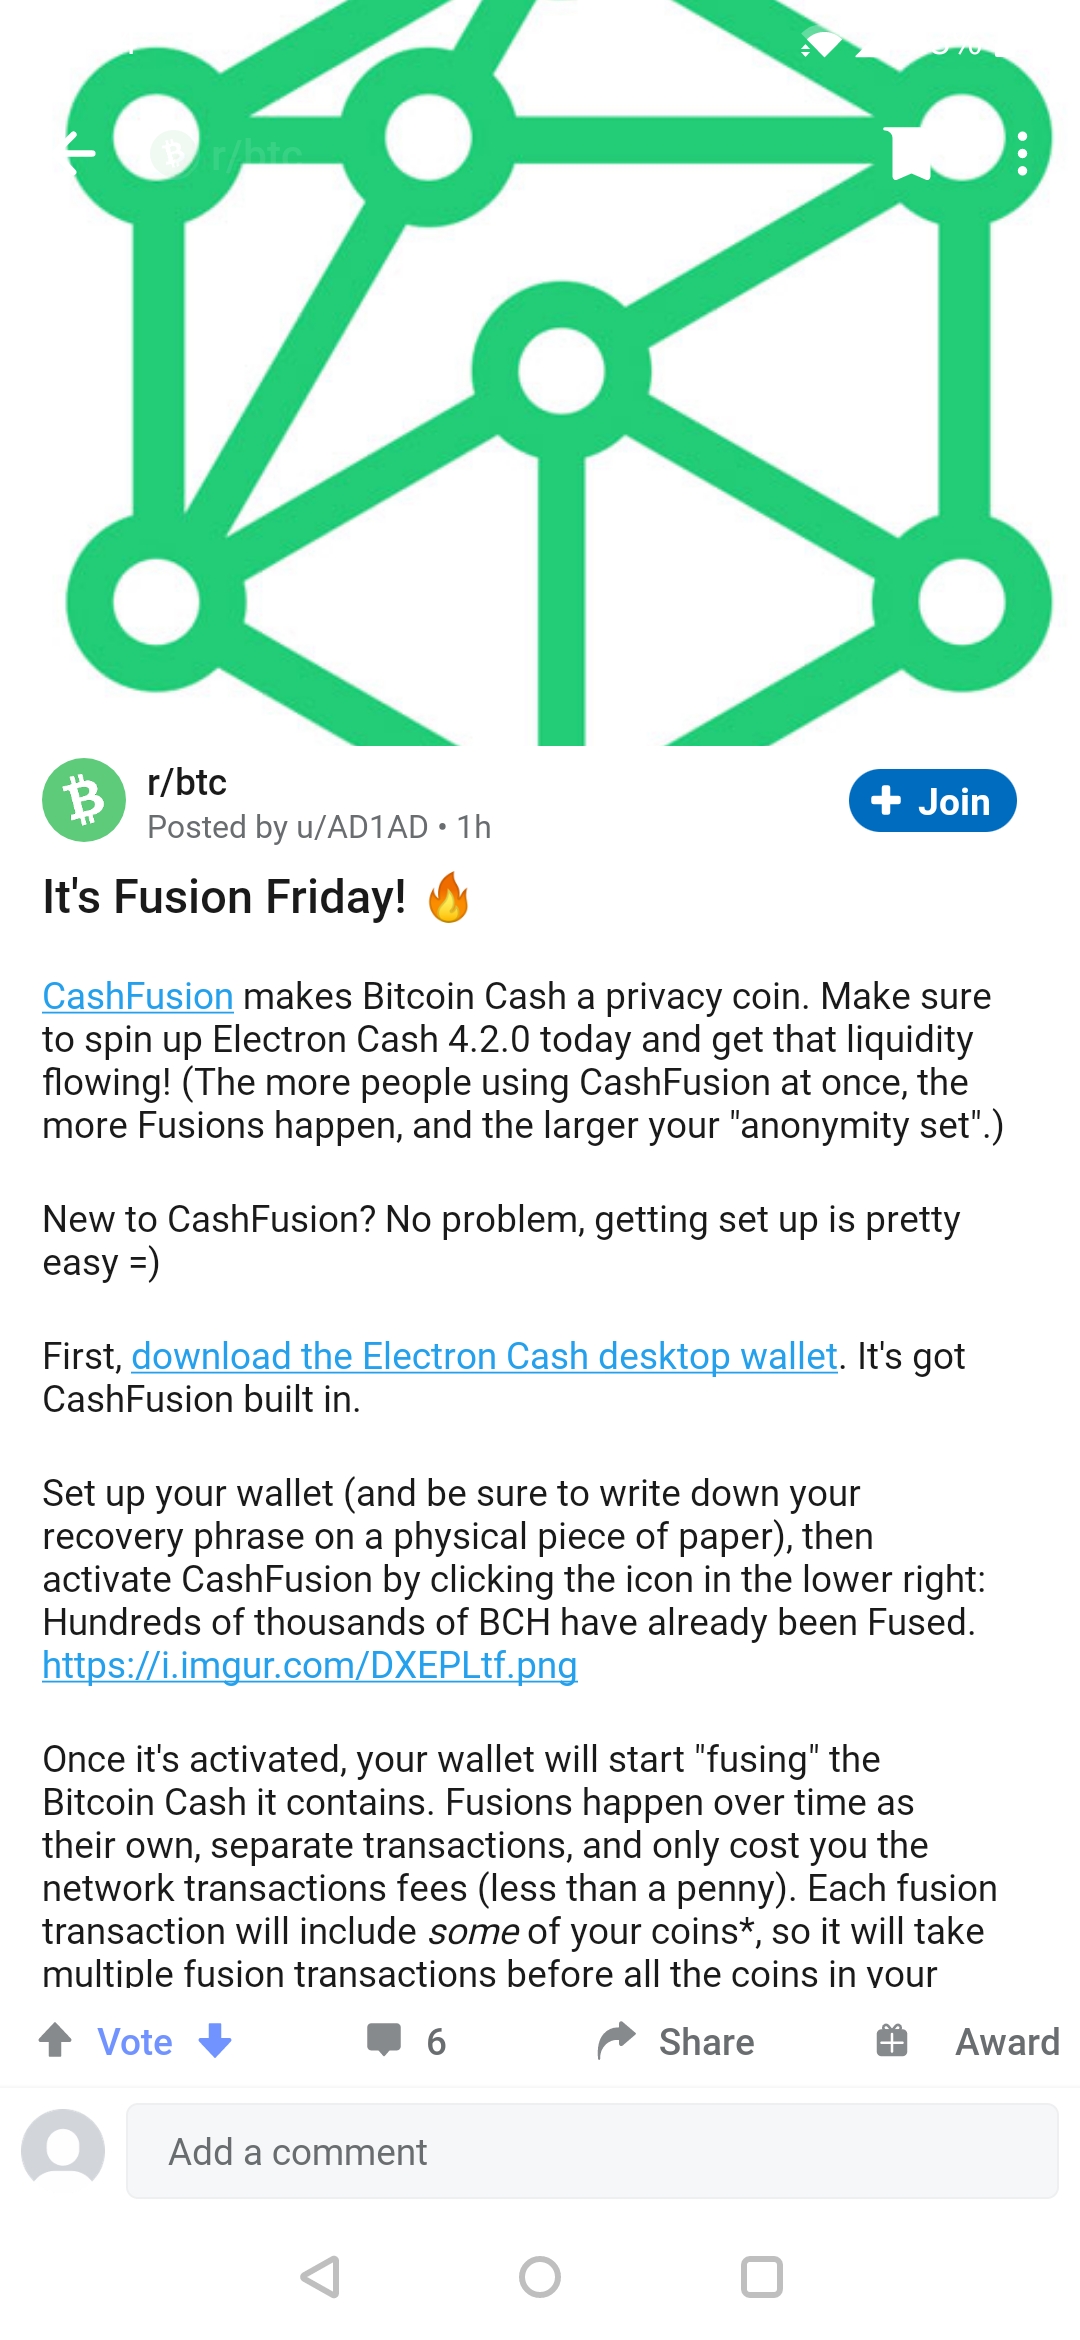 r/btc
r/btc
Posted by u/AD1AD • 1h
Join
It's Fusion Friday! 🔥
CashFusion makes Bitcoin Cash a privacy coin. Make sure
to spin up Electron Cash 4.2.0 today and get that liquidity
flowing! (The more people using CashFusion at once, the
more Fusions happen, and the larger your "anonymity set".)
New to CashFusion? No problem, getting set up is pretty
easy =)
First, download the Electron Cash desktop wallet. It's got
CashFusion built in.
Set up your wallet (and be sure to write down your
recovery phrase on a physical piece of paper), then
activate CashFusion by clicking the icon in the lower right:
Hundreds of thousands of BCH have already been Fused.
https://i.imgur.com/DXEPLtf.png
Once it's activated, your wallet will start "fusing" the
Bitcoin Cash it contains. Fusions happen over time as
their own, separate transactions, and only cost you the
network transactions fees (less than a penny). Each fusion
transaction will include some of your coins*, so it will take
multiple fusion transactions before all the coins in your
Vote
6
Share
Award
Add a comment